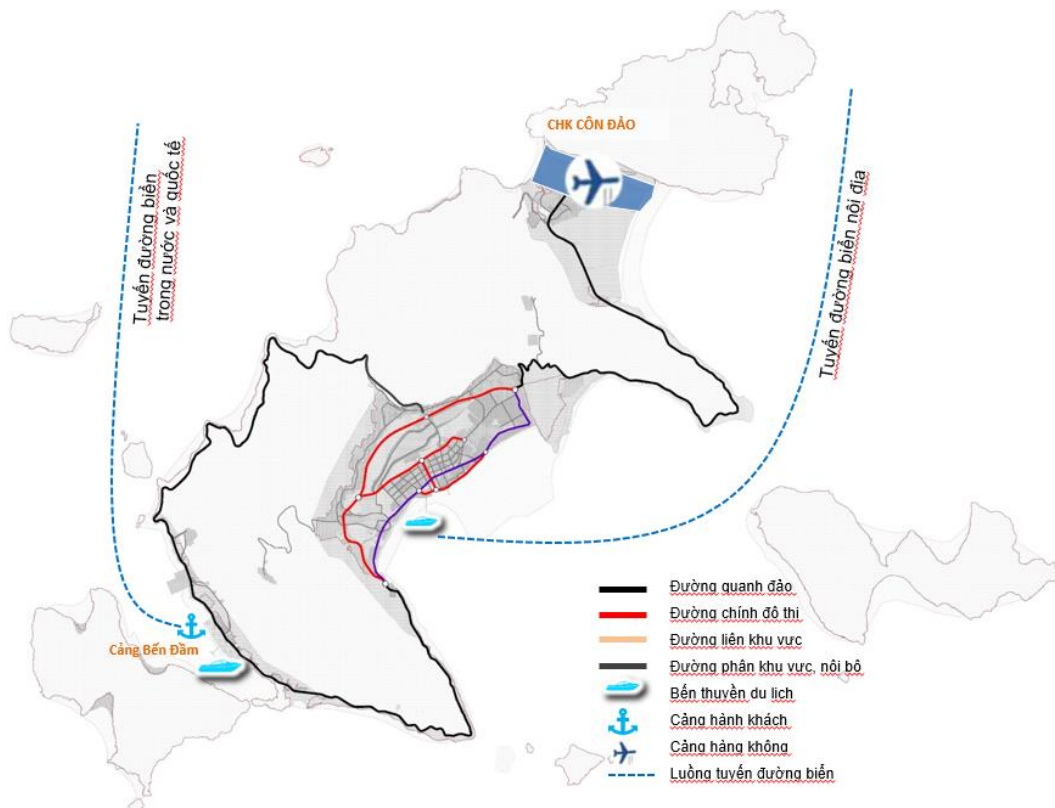 CHK CÔN ĐẢO
Tuyến đường biển
trong nước và quốc tế
Tuyến đường biển nội địa
Cảng Bến Đầm
Đường quanh đảo
Đường chính đô thị
Đường liên khu vực
Đường phân khu vực, nội bộ
Bến thuyền du lịch
Cảng hành khách
Cảng hàng không
Luồng tuyến đường biển